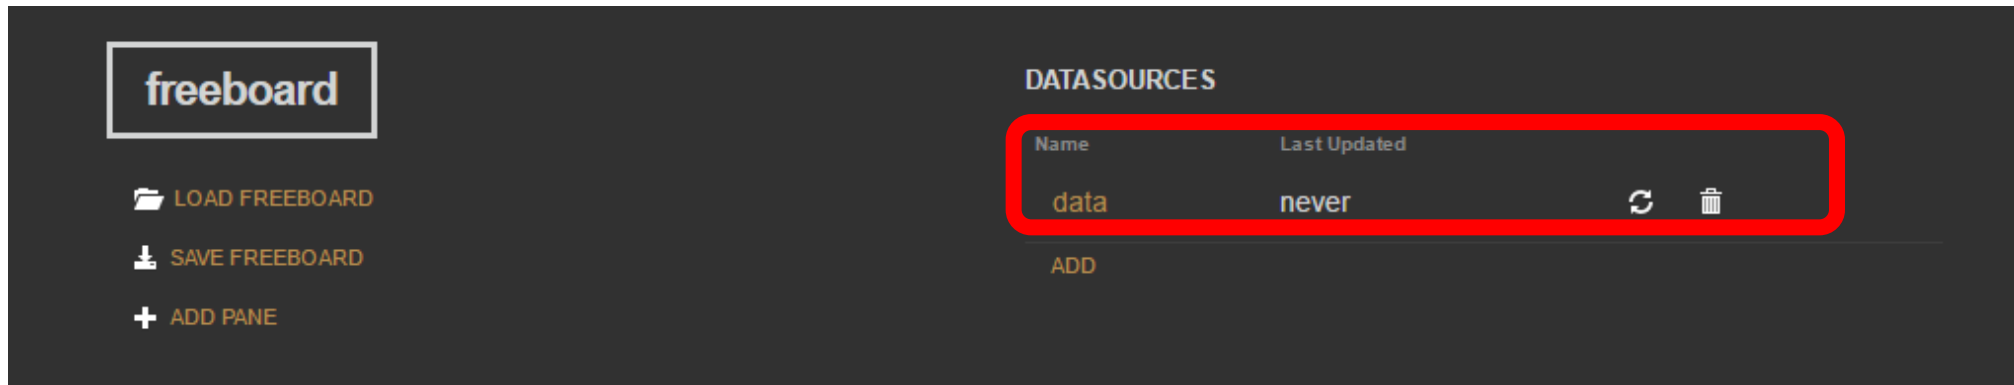 freeboard
LOAD FREEBOARD
SAVE FREEBOARD
ADD PANE
DATASOURCES
Name Last Updated
data never
ADD